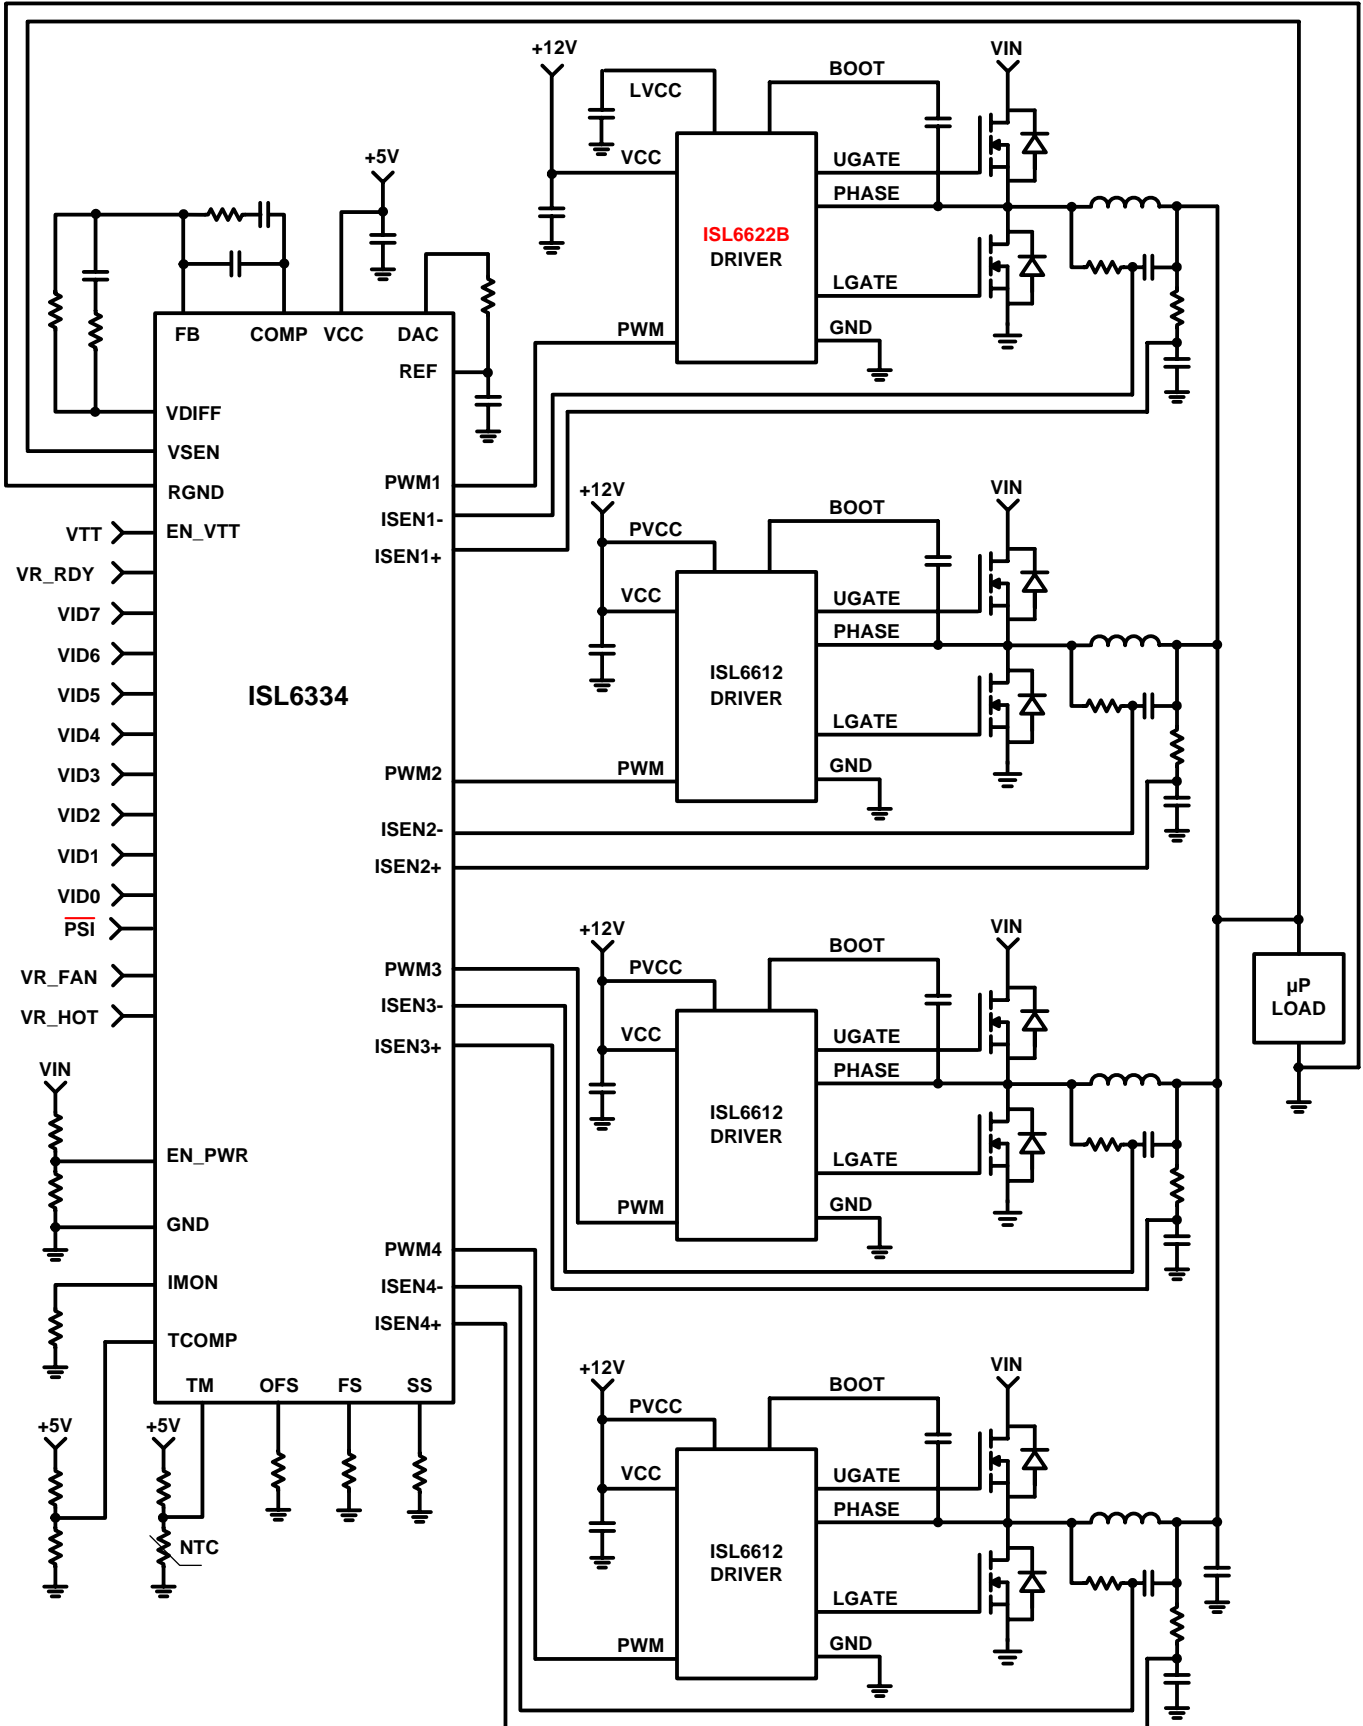 +12V
LVCC
VCC
BOOT
VIN
UGATE
PHASE
ISL6622B
DRIVER
LGATE
PWM
GND
+5V
FB
COMP
VCC
DAC
REF
VDIFF
VSEN
RGND
EN_VTT
VTT
VR_RDY
VID7
VID6
VID5
VID4
VID3
VID2
VID1
VID0
PSI
VR_FAN
VR_HOT
VIN
EN_PWR
GND
IMON
TCOMP
TM
OFS
FS
SS
+5V
+5V
NTC
ISL6334
PWM1
ISEN1-
ISEN1+
PWM2
ISEN2-
ISEN2+
PWM3
ISEN3-
ISEN3+
PWM4
ISEN4-
ISEN4+
+12V
PVCC
VCC
BOOT
VIN
UGATE
PHASE
ISL6612
DRIVER
LGATE
PWM
GND
+12V
PVCC
VCC
BOOT
VIN
UGATE
PHASE
ISL6612
DRIVER
LGATE
PWM
GND
µP
LOAD
+12V
PVCC
VCC
BOOT
VIN
UGATE
PHASE
ISL6612
DRIVER
LGATE
PWM
GND